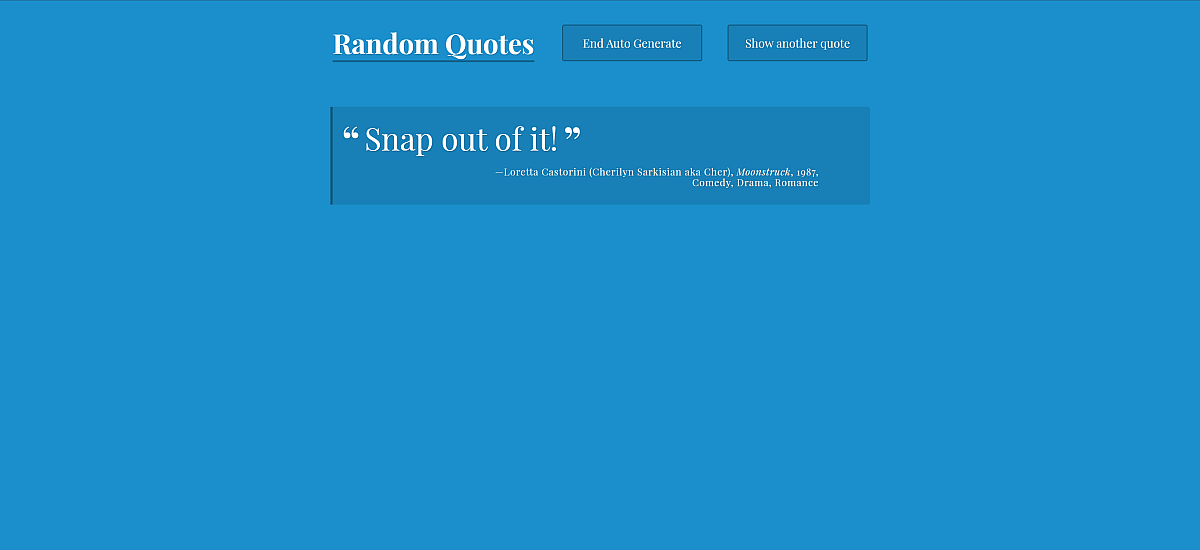 Random Quotes
End Auto Generate
Show another quote
“ Snap out of it! ”
—Loretta Castorini (Cherilyn Sarkisian aka Cher), Moonstruck, 1987,
Comedy, Drama, Romance